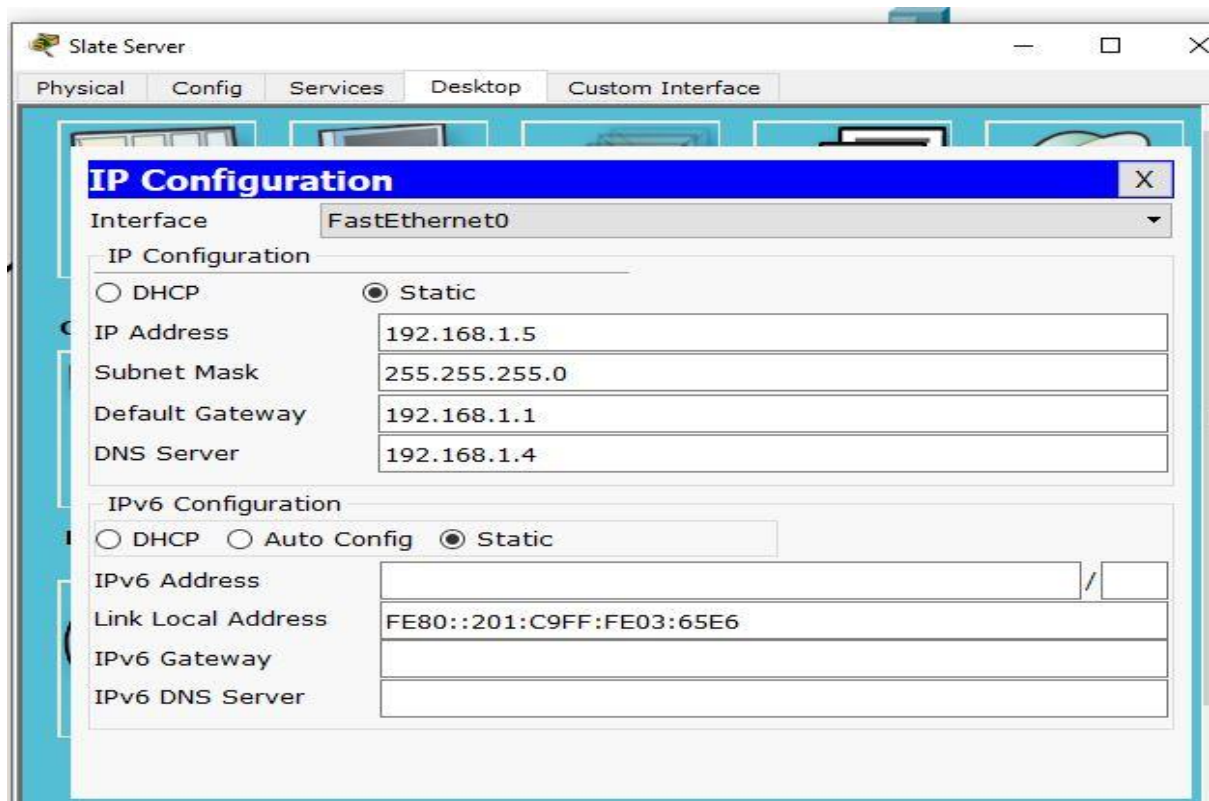 Slate Server
Physical Config Services Desktop Custom Interface
IP Configuration X
Interface FastEthernet0
IP Configuration
DHCP Static
IP Address 192.168.1.5
Subnet Mask 255.255.255.0
Default Gateway 192.168.1.1
DNS Server 192.168.1.4
IPv6 Configuration
DHCP Auto Config Static
IPv6 Address /
Link Local Address FE80::201:C9FF:FE03:65E6
IPv6 Gateway
IPv6 DNS Server